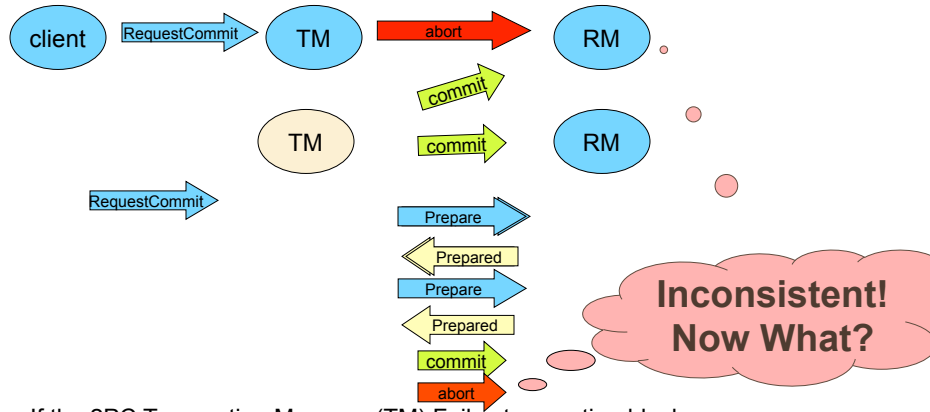 client
RequestCommit
TM
abort
RM
commit
TM
commit
RM
RequestCommit
Prepare
Prepared
Prepare
Prepared
commit
abort
Inconsistent!
Now What?